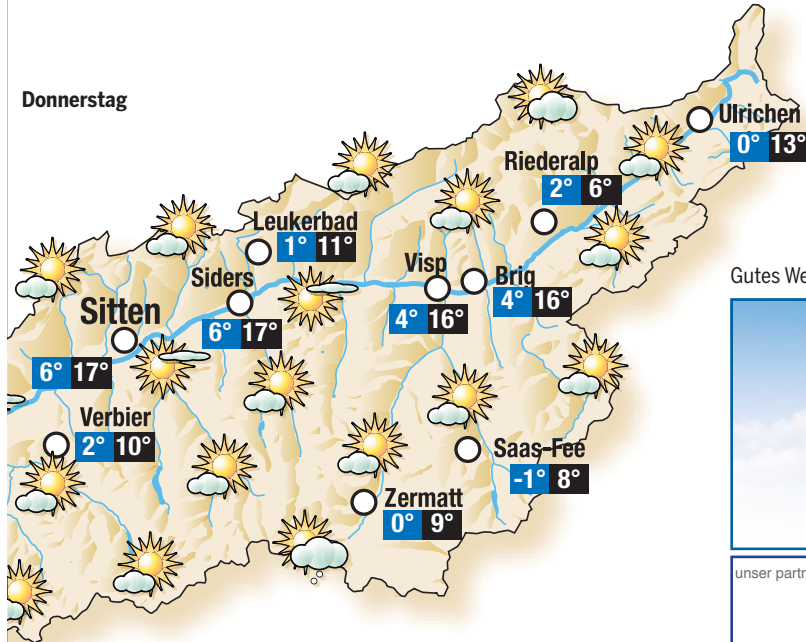 Donnerstag
Ulrichen
0° 13°
Riederalp
2° 6°
Leukerbad
1° 11°
Visp
4° 16°
Brig
4° 16°
Siders
6° 17°
Sitten
6° 17°
Gutes We
Verbier
2° 10°
Saas-Fee
-1° 8°
Zermatt
0° 9°
unser partn